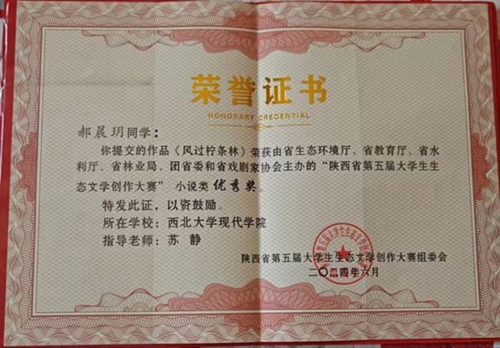 荣誉证书
HONORARY CREDENTIAL
郝晨玥同学：
你提交的作品《风过柠条林》荣获由省生态环境厅、省教育厅、省水
利厅、省林业局、团省委和省戏剧家协会主办的“陕西省第五届大学生生
态文学创作大赛”小说类优秀奖。
特发此证，以资鼓励。
所在学校：西北大学现代学院
指导老师：苏 静
陕西省第五届大学生生态文学创作大赛组委会
二〇二四年六月